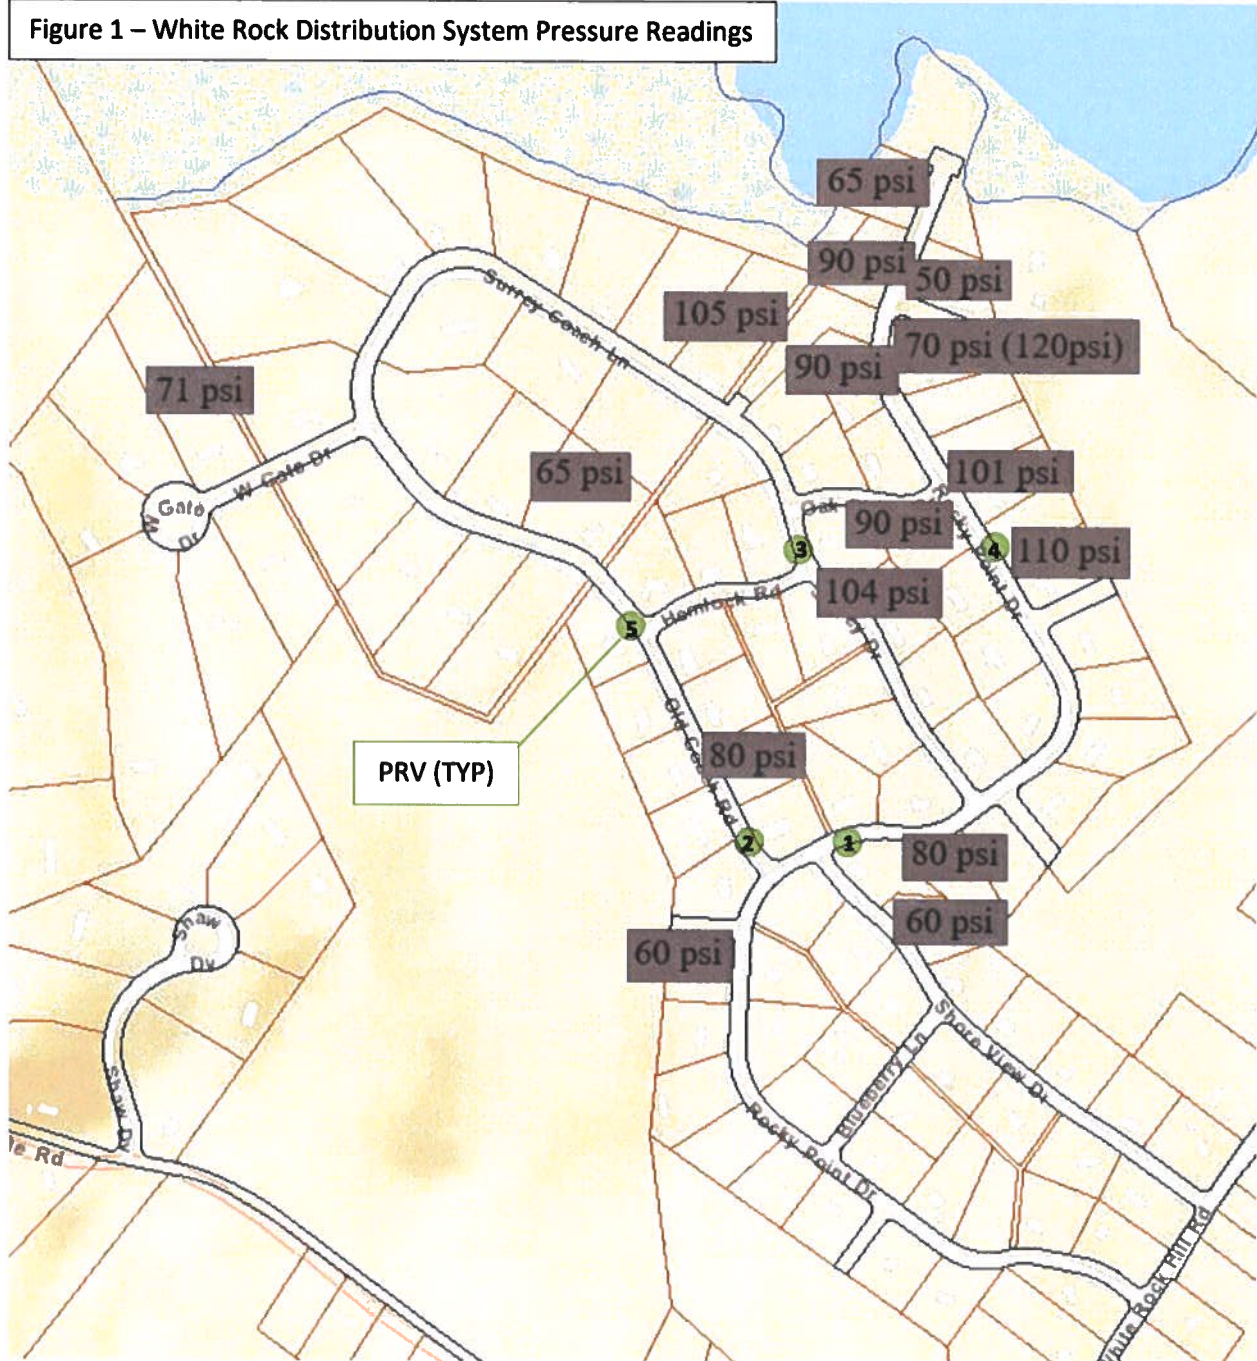 Figure 1 – White Rock Distribution System Pressure Readings
65 psi
90 psi
50 psi
105 psi
Surrey Coach Ln
70 psi (120psi)
90 psi
71 psi
W Gate Dr
65 psi
101 psi
Oak
90 psi
W Gate Dr
Rocky Point Dr
3
4
110 psi
Hemlock Rd
104 psi
5
Dr
Old Coach Rd
80 psi
PRV (TYP)
2
1
80 psi
60 psi
60 psi
Shaw Dr
Shore View Dr
Blueberry Ln
Shaw Dr
Rocky Point Dr
le Rd
White Rock Hill Rd